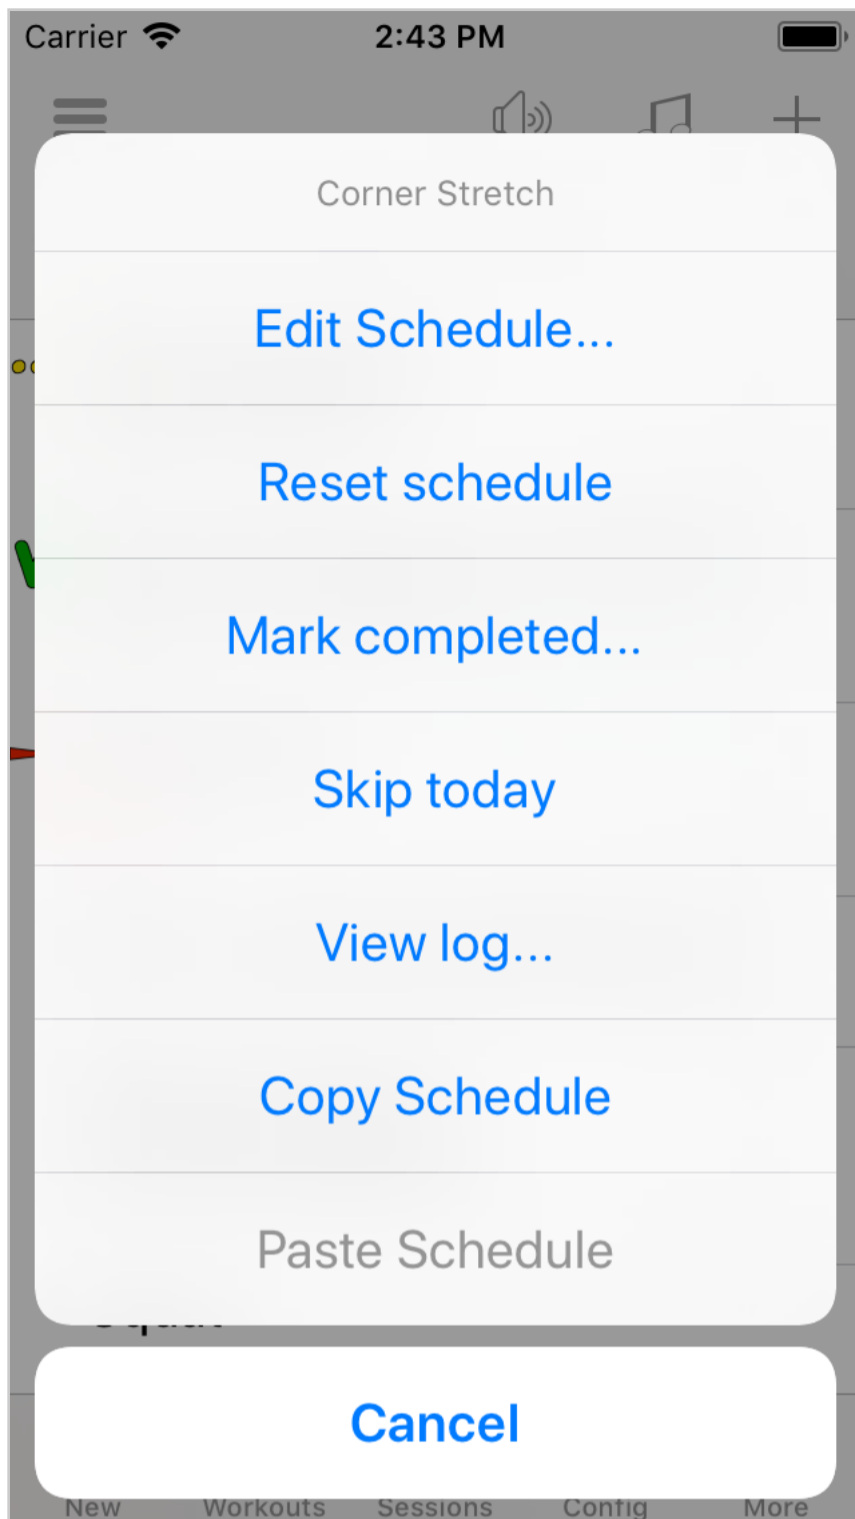 Carrier 2:43 PM
Corner Stretch
Edit Schedule...
Reset schedule
Mark completed...
Skip today
View log...
Copy Schedule
Paste Schedule
Cancel
New Workouts Sessions Config More